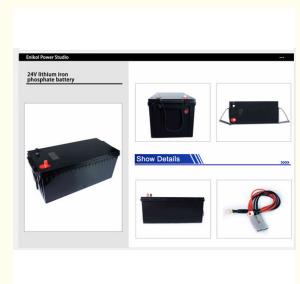 Enikol Power Studio
24V lithium iron
phosphate battery
Show Details